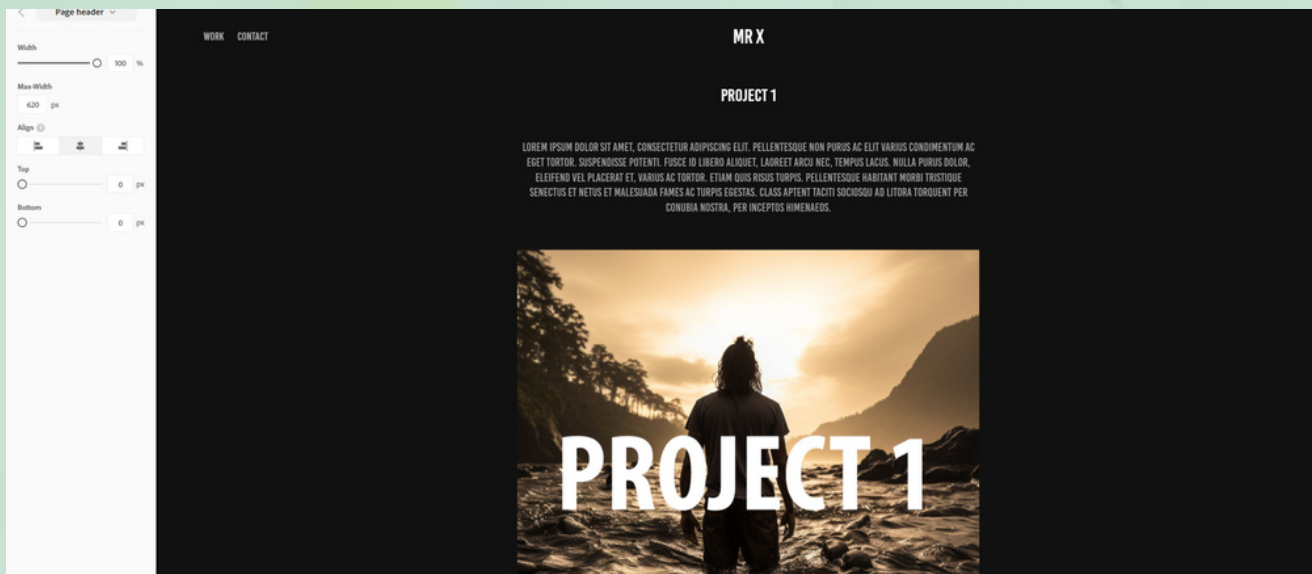 Page header
Width
100 %
Max-Width
620 px
Align
Top
0 px
Bottom
0 px
WORK CONTACT
MR X
PROJECT 1
LOREM IPSUM DOLOR SIT AMET, CONSECTETUR ADIPISCING ELIT. PELLENTESQUE NON PURUS AC ELIT VARIUS CONDIMENTUM AC
EGET TORTOR. SUSPENDISSE POTENTI. FUSCE ID LIBERO ALIQUET, LAOREET ARCU NEC, TEMPUS LACUS. NULLA PURUS DOLOR,
ELEIFEND VEL PLACERAT ET, VARIUS AC TORTOR. ETIAM QUIS RISUS TURPIS. PELLENTESQUE HABITANT MORBI TRISTIQUE
SENECTUS ET NETUS ET MALESUADA FAMES AC TURPIS EGESTAS. CLASS APTENT TACITI SOCIOSQU AD LITORA TORQUENT PER
CONUBIA NOSTRA, PER INCEPTOS HIMENAEOS.
PROJECT 1